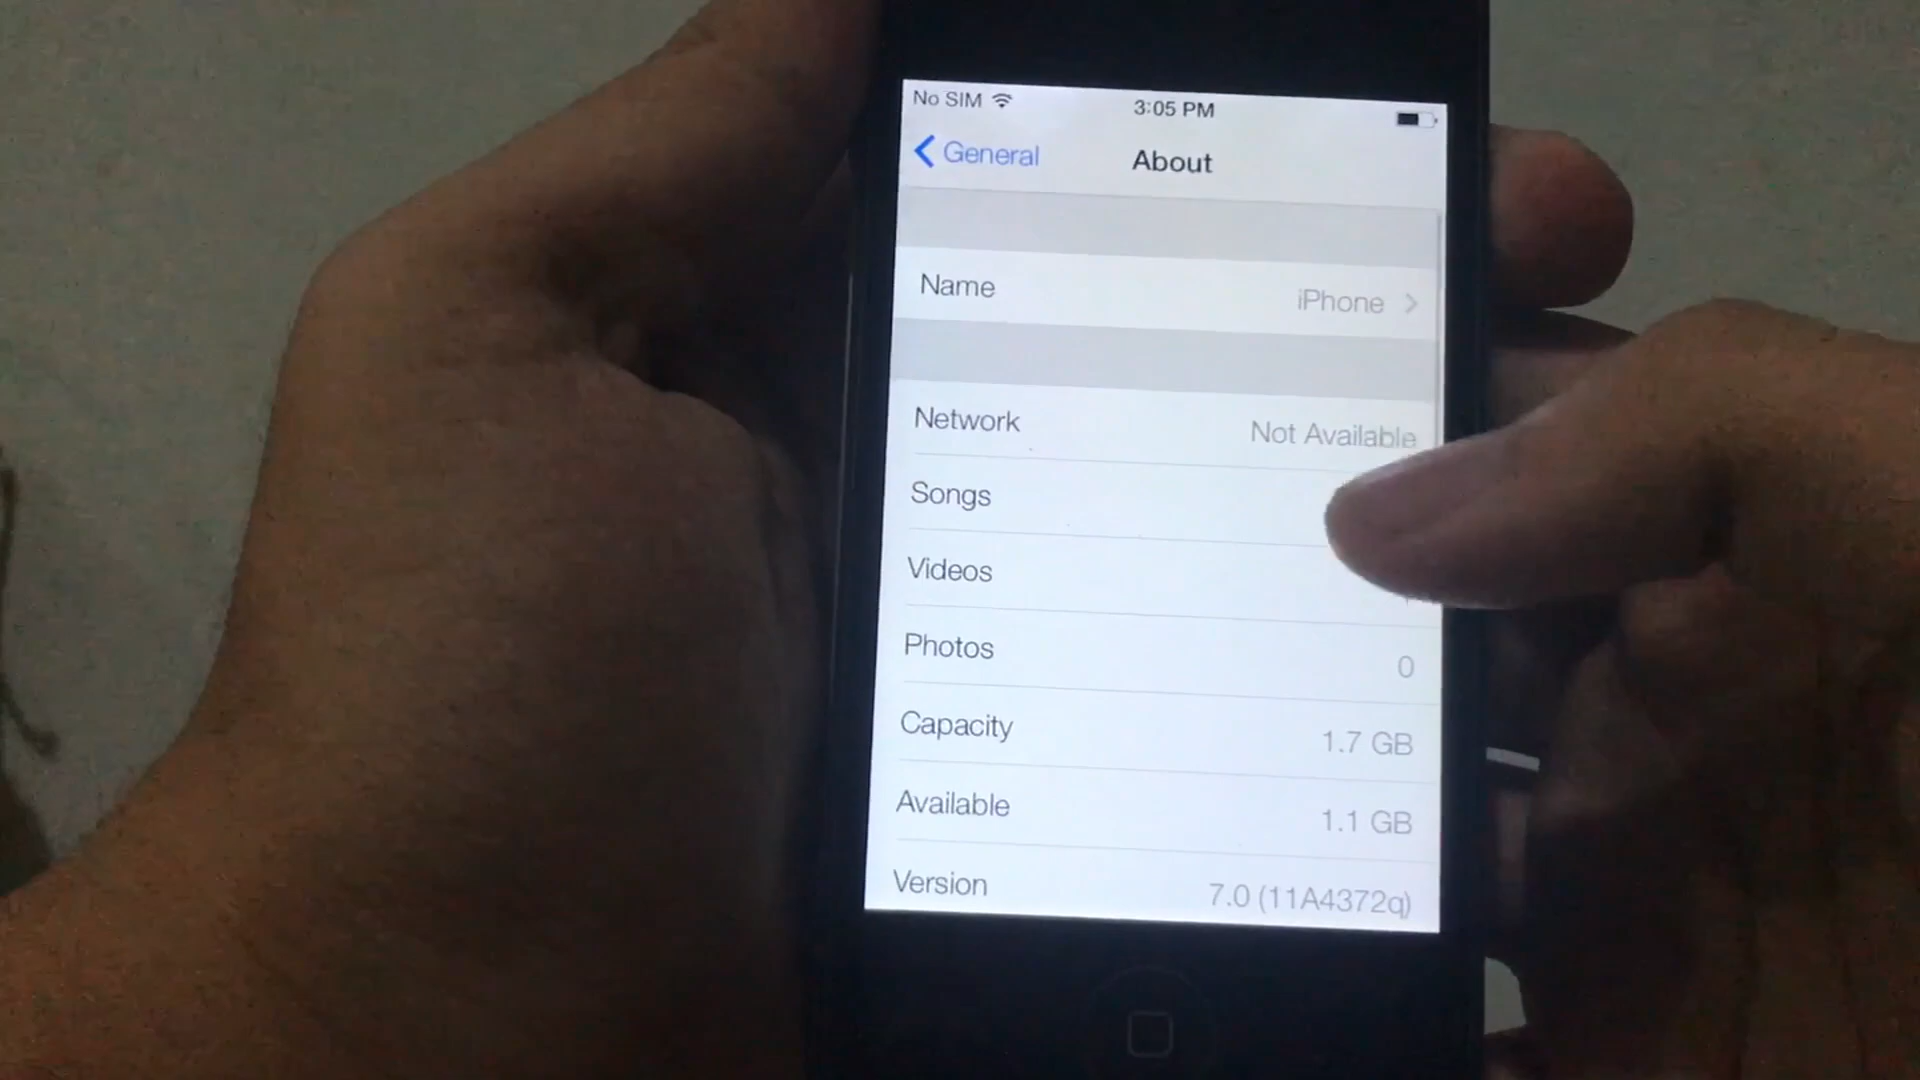 No SIM 3:05 PM
General About
Name iPhone
Network Not Available
Songs
Videos
Photos 0
Capacity 1.7 GB
Available 1.1 GB
Version 7.0 (11A4372q)